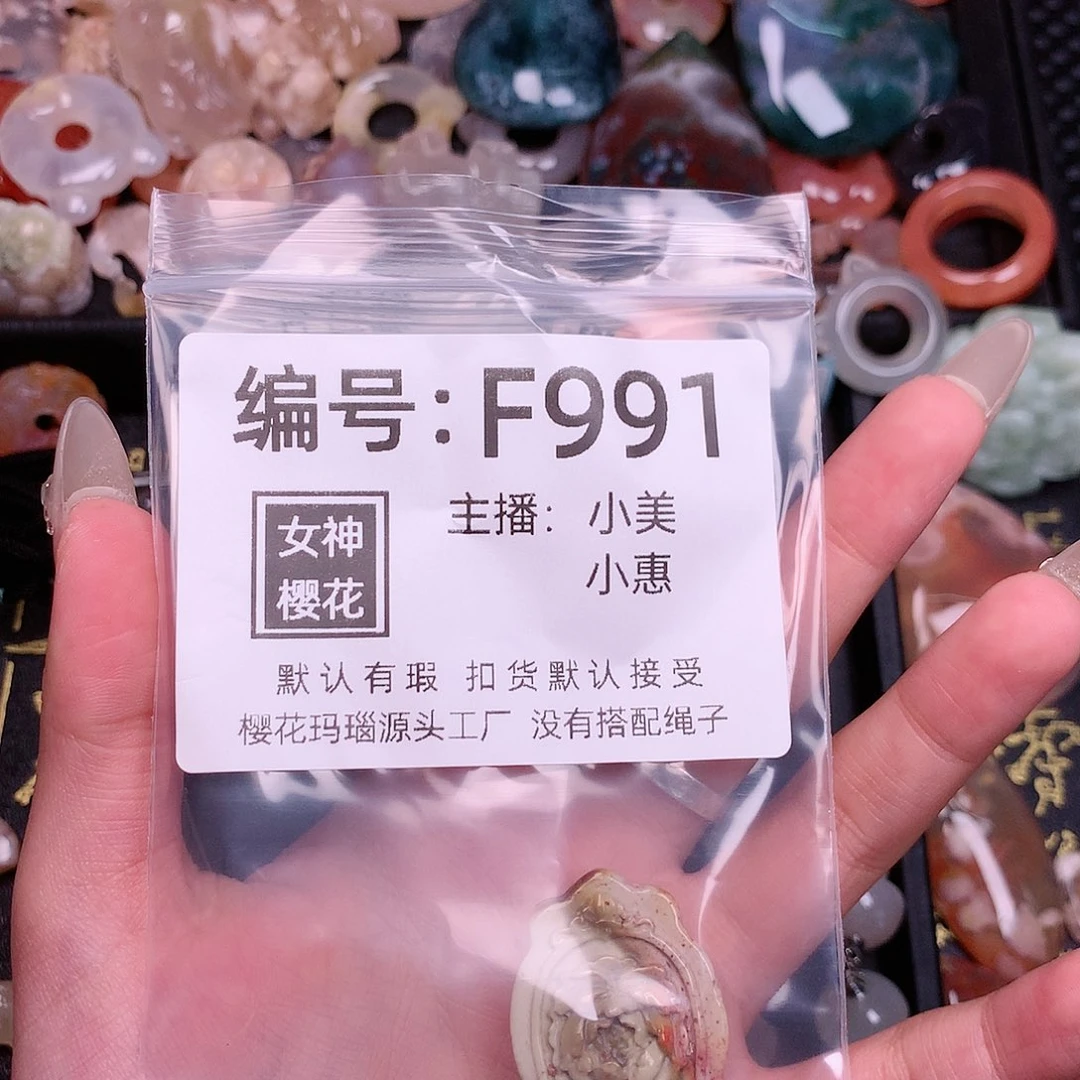 编号:F991
女神
樱花
主播: 小美
小惠
默认有瑕 扣货默认接受
樱花玛瑙源头工厂 没有搭配绳子